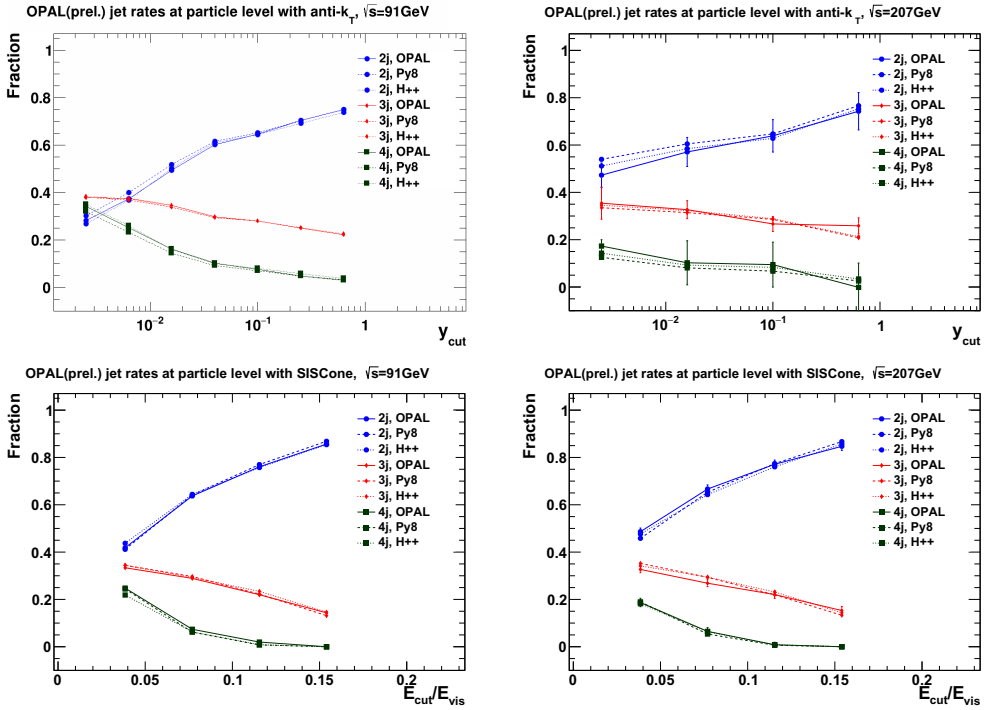 OPAL(prel.) jet rates at particle level with anti-k_T, √s=91GeV
Fraction
1
0.8
0.6
0.4
0.2
0
2j, OPAL
2j, Py8
2j, H++
3j, OPAL
3j, Py8
3j, H++
4j, OPAL
4j, Py8
4j, H++
10⁻²
10⁻¹
1
y_cut
OPAL(prel.) jet rates at particle level with anti-k_T, √s=207GeV
Fraction
1
0.8
0.6
0.4
0.2
0
2j, OPAL
2j, Py8
2j, H++
3j, OPAL
3j, Py8
3j, H++
4j, OPAL
4j, Py8
4j, H++
10⁻²
10⁻¹
1
y_cut
OPAL(prel.) jet rates at particle level with SISCone, √s=91GeV
Fraction
1
0.8
0.6
0.4
0.2
0
2j, OPAL
2j, Py8
2j, H++
3j, OPAL
3j, Py8
3j, H++
4j, OPAL
4j, Py8
4j, H++
0
0.05
0.1
0.15
0.2
E_cut/E_vis
OPAL(prel.) jet rates at particle level with SISCone, √s=207GeV
Fraction
1
0.8
0.6
0.4
0.2
0
2j, OPAL
2j, Py8
2j, H++
3j, OPAL
3j, Py8
3j, H++
4j, OPAL
4j, Py8
4j, H++
0
0.05
0.1
0.15
0.2
E_cut/E_vis